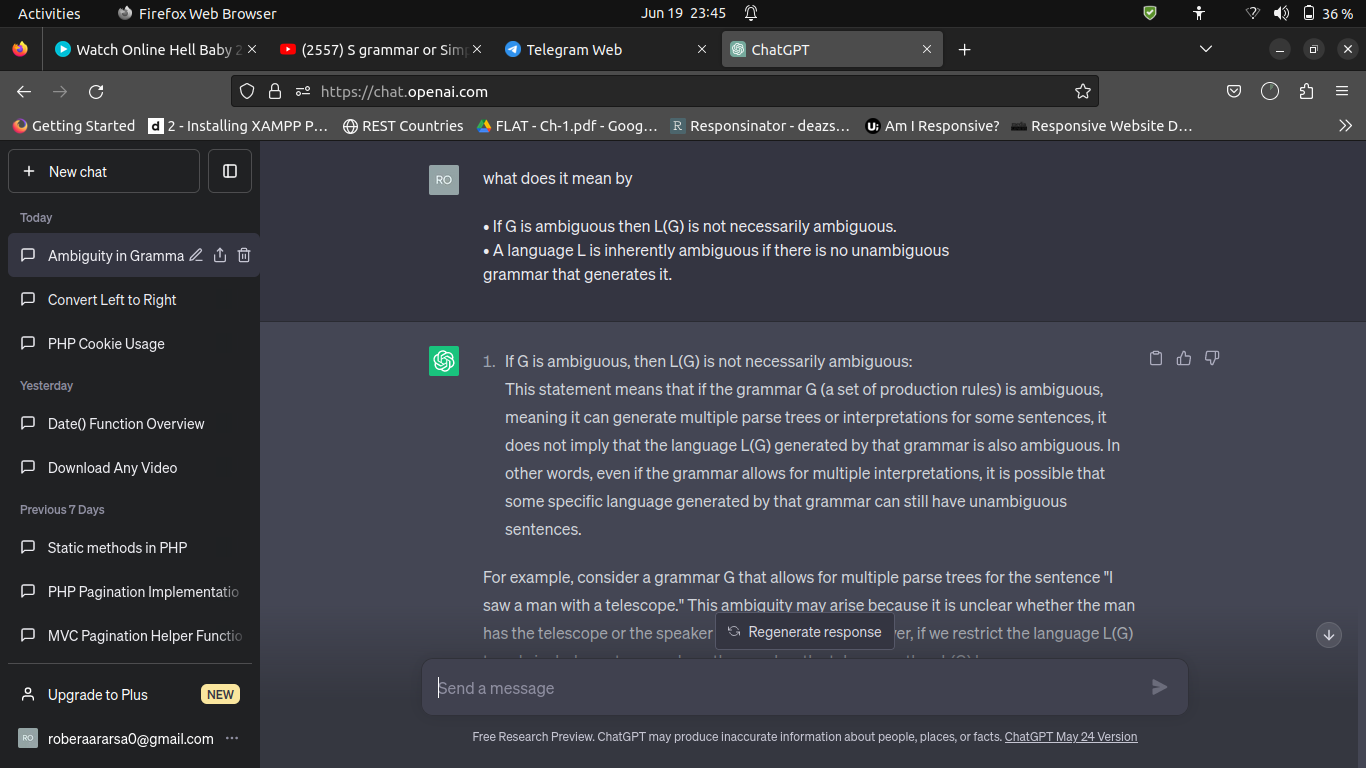 Activities Firefox Web Browser Jun 19 23:45 36 %
Watch Online Hell Baby 2 (2557) S grammar or Simp Telegram Web ChatGPT
https://chat.openai.com
Getting Started 2 - Installing XAMPP P… REST Countries FLAT - Ch-1.pdf - Goog… Responsinator - deazs… Am I Responsive? Responsive Website D…
New chat
Today
Ambiguity in Gramma
Convert Left to Right
PHP Cookie Usage
Yesterday
Date() Function Overview
Download Any Video
Previous 7 Days
Static methods in PHP
PHP Pagination Implementatio
MVC Pagination Helper Functio
Upgrade to Plus NEW
RO roberaararsa0@gmail.com
RO what does it mean by
• If G is ambiguous then L(G) is not necessarily ambiguous.
• A language L is inherently ambiguous if there is no unambiguous
grammar that generates it.
1. If G is ambiguous, then L(G) is not necessarily ambiguous:
This statement means that if the grammar G (a set of production rules) is ambiguous,
meaning it can generate multiple parse trees or interpretations for some sentences, it
does not imply that the language L(G) generated by that grammar is also ambiguous. In
other words, even if the grammar allows for multiple interpretations, it is possible that
some specific language generated by that grammar can still have unambiguous
sentences.
For example, consider a grammar G that allows for multiple parse trees for the sentence "I
saw a man with a telescope." This ambiguity may arise because it is unclear whether the man
has the telescope or the speaker er, if we restrict the language L(G)
Regenerate response
Send a message
Free Research Preview. ChatGPT may produce inaccurate information about people, places, or facts. ChatGPT May 24 Version